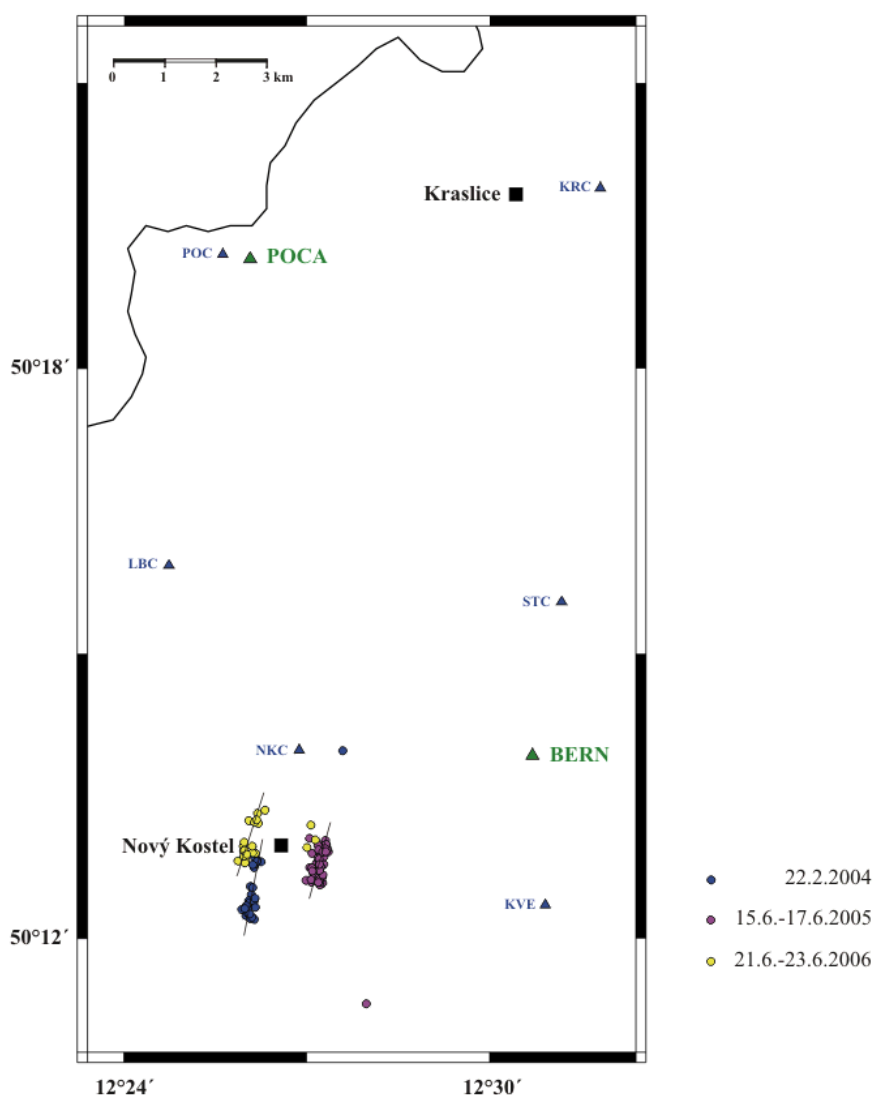 0 1 2 3 km
Kraslice
KRC
POC
POCA
50°18´
LBC
STC
NKC
BERN
Nový Kostel
22.2.2004
KVE
15.6.-17.6.2005
50°12´
21.6.-23.6.2006
12°24´
12°30´